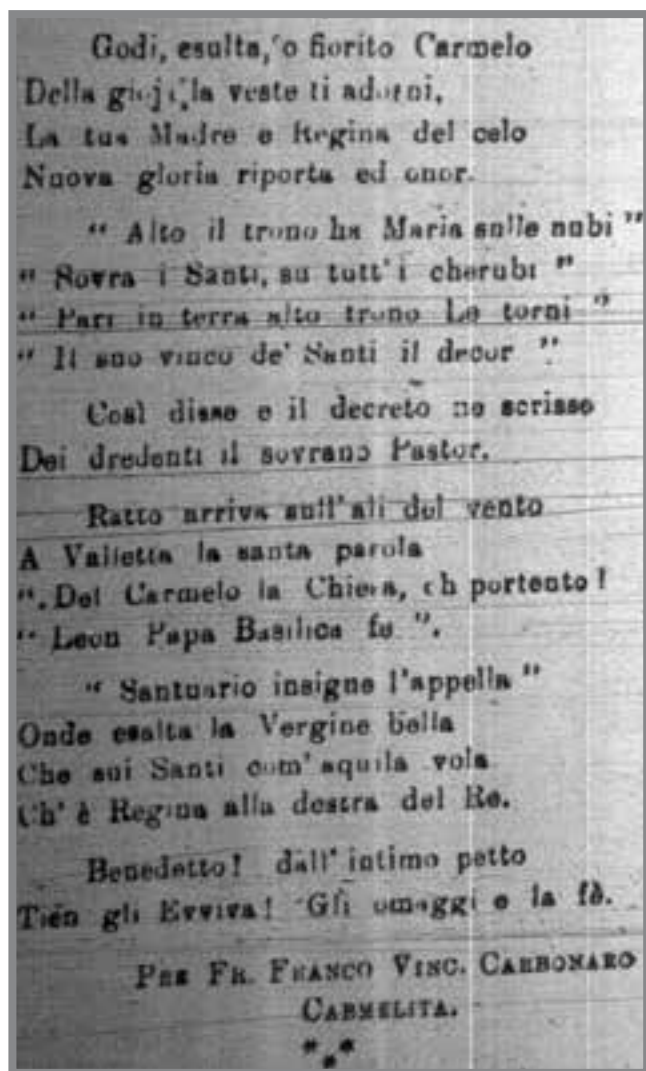 Godi, esulta, o fiorito Carmelo
Della gioja la veste ti adorni,
La tua Madre e Regina del celo
Nuova gloria riporta ed onor.
" Alto il trono ha Maria sulle nubi "
" Sovra i Santi, su tutt'i cherubi "
" Pari in terra alto trono Le torni "
" Il suo vinco de' Santi il decor "
Cosl disse e il decreto ne scrisse
Dei dredenti il sovrano Pastor.
Ratto arriva sull'ali del vento
A Valletta la santa parola
". Del Carmelo la Chiesa, oh portento !
" Leon Papa Basilica fe ".
" Santuario insigne l'appella "
Onde esalta la Vergine bella
Che sui Santi com' aquila vola
Ch' è Regina alla destra del Re.
Benedetto ! dall' intimo petto
Tien gli Evviva ! Gli omaggi e la fè.
PER FR. FRANCO VINC. CARBONARO
CARMELITA.
***